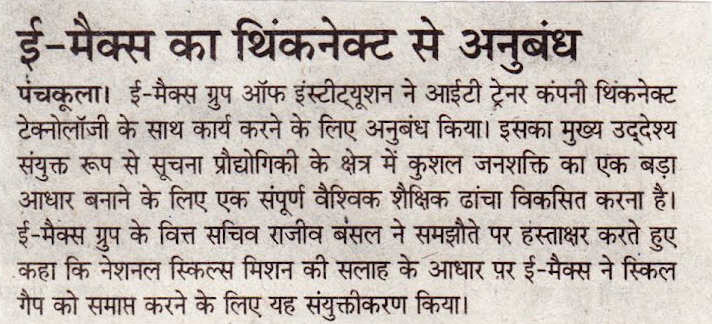 ई-मैक्स का थिंकनेक्ट से अनुबंध
पंचकूला। ई-मैक्स ग्रुप ऑफ इंस्टीट्यूशन ने आईटी ट्रेनर कंपनी थिंकनेक्ट
टेक्नोलॉजी के साथ कार्य करने के लिए अनुबंध किया। इसका मुख्य उद्देश्य
संयुक्त रूप से सूचना प्रौद्योगिकी के क्षेत्र में कुशल जनशक्ति का एक बड़ा
आधार बनाने के लिए एक संपूर्ण वैश्विक शैक्षिक ढांचा विकसित करना है।
ई-मैक्स ग्रुप के वित्त सचिव राजीव बंसल ने समझौते पर हस्ताक्षर करते हुए
कहा कि नेशनल स्किल्स मिशन की सलाह के आधार पर ई-मैक्स ने स्किल
गैप को समाप्त करने के लिए यह संयुक्तीकरण किया।